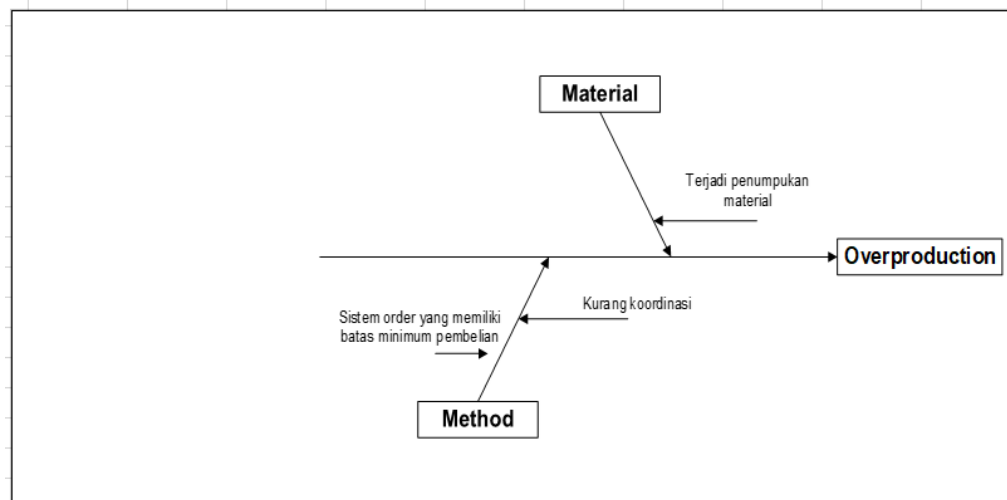 Material
Terjadi penumpukan
material
Overproduction
Kurang koordinasi
Sistem order yang memiliki
batas minimum pembelian
Method